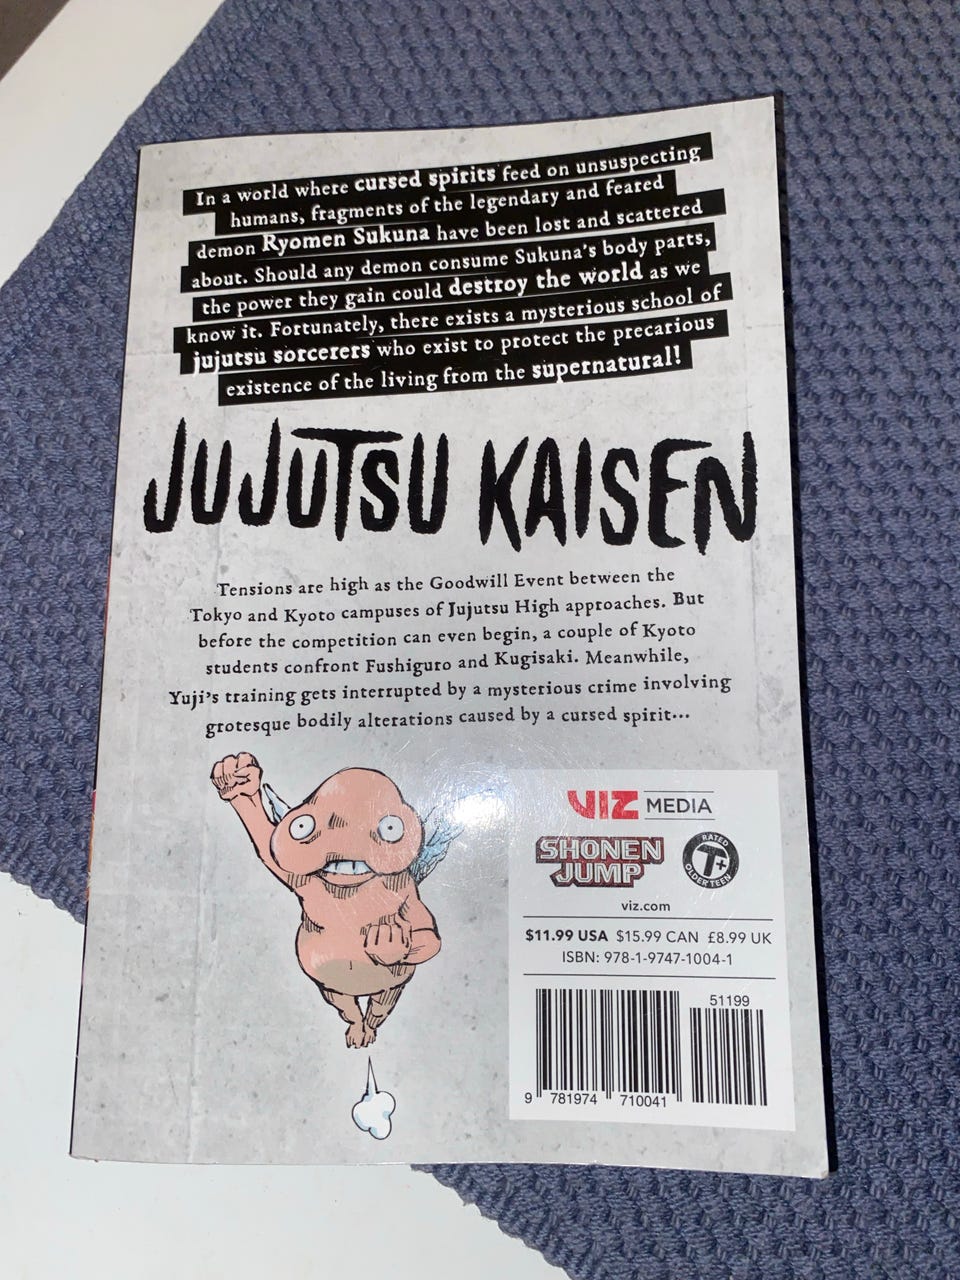 In a world where cursed spirits feed on unsuspecting
humans, fragments of the legendary and feared
demon Ryomen Sukuna have been lost and scattered
about. Should any demon consume Sukuna's body parts,
the power they gain could destroy the world as we
know it. Fortunately, there exists a mysterious school of
jujutsu sorcerers who exist to protect the precarious
existence of the living from the supernatural!
JUJUTSU KAISEN
Tensions are high as the Goodwill Event between the
Tokyo and Kyoto campuses of Jujutsu High approaches. But
before the competition can even begin, a couple of Kyoto
students confront Fushiguro and Kugisaki. Meanwhile,
Yuji's training gets interrupted by a mysterious crime involving
grotesque bodily alterations caused by a cursed spirit...
VIZ MEDIA
SHONEN
JUMP
RATED
T+
OLDER TEEN
viz.com
$11.99 USA $15.99 CAN £8.99 UK
ISBN: 978-1-9747-1004-1
51199
9 781974 710041